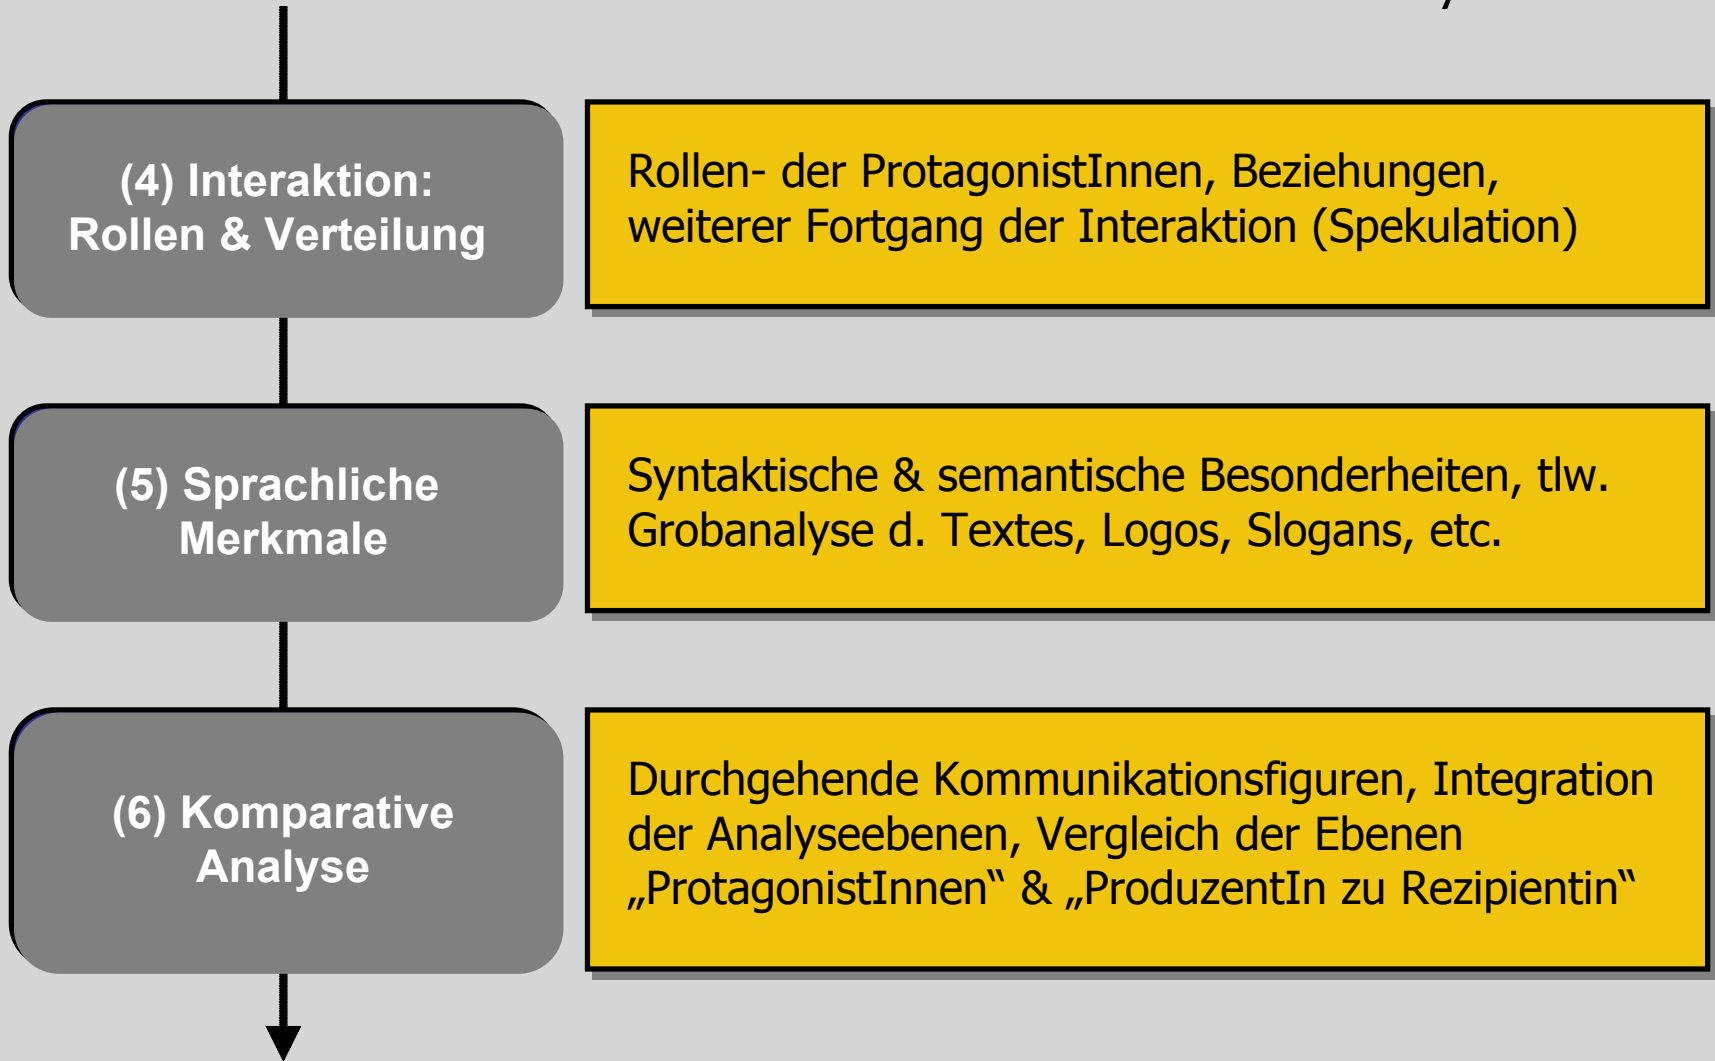 (4) Interaktion:
Rollen & Verteilung
Rollen- der ProtagonistInnen, Beziehungen,
weiterer Fortgang der Interaktion (Spekulation)
(5) Sprachliche
Merkmale
Syntaktische & semantische Besonderheiten, tlw.
Grobanalyse d. Textes, Logos, Slogans, etc.
(6) Komparative
Analyse
Durchgehende Kommunikationsfiguren, Integration
der Analyseebenen, Vergleich der Ebenen
„ProtagonistInnen“ & „ProduzentIn zu Rezipientin“